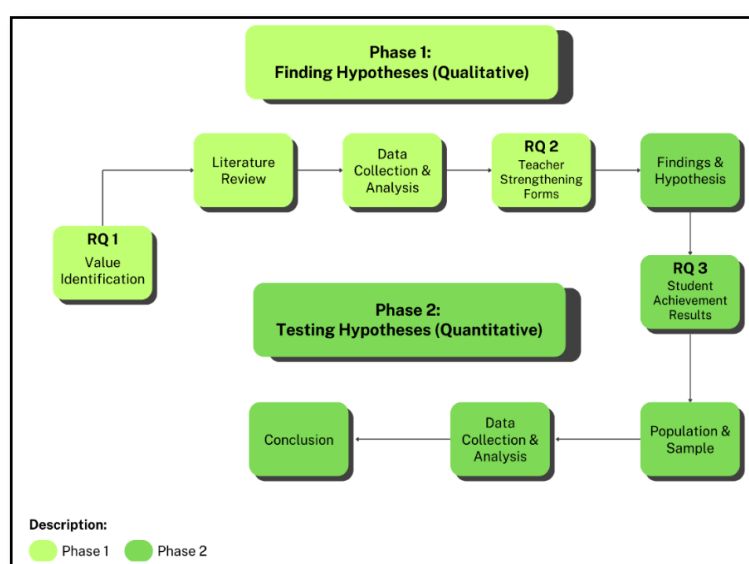 Phase 1:
Finding Hypotheses (Qualitative)
Literature
Review
Data
Collection &
Analysis
RQ 2
Teacher
Strengthening
Forms
Findings &
Hypothesis
RQ 1
Value
Identification
RQ 3
Student
Achievement
Results
Phase 2:
Testing Hypotheses (Quantitative)
Population &
Sample
Data
Collection &
Analysis
Conclusion
Description:
Phase 1
Phase 2